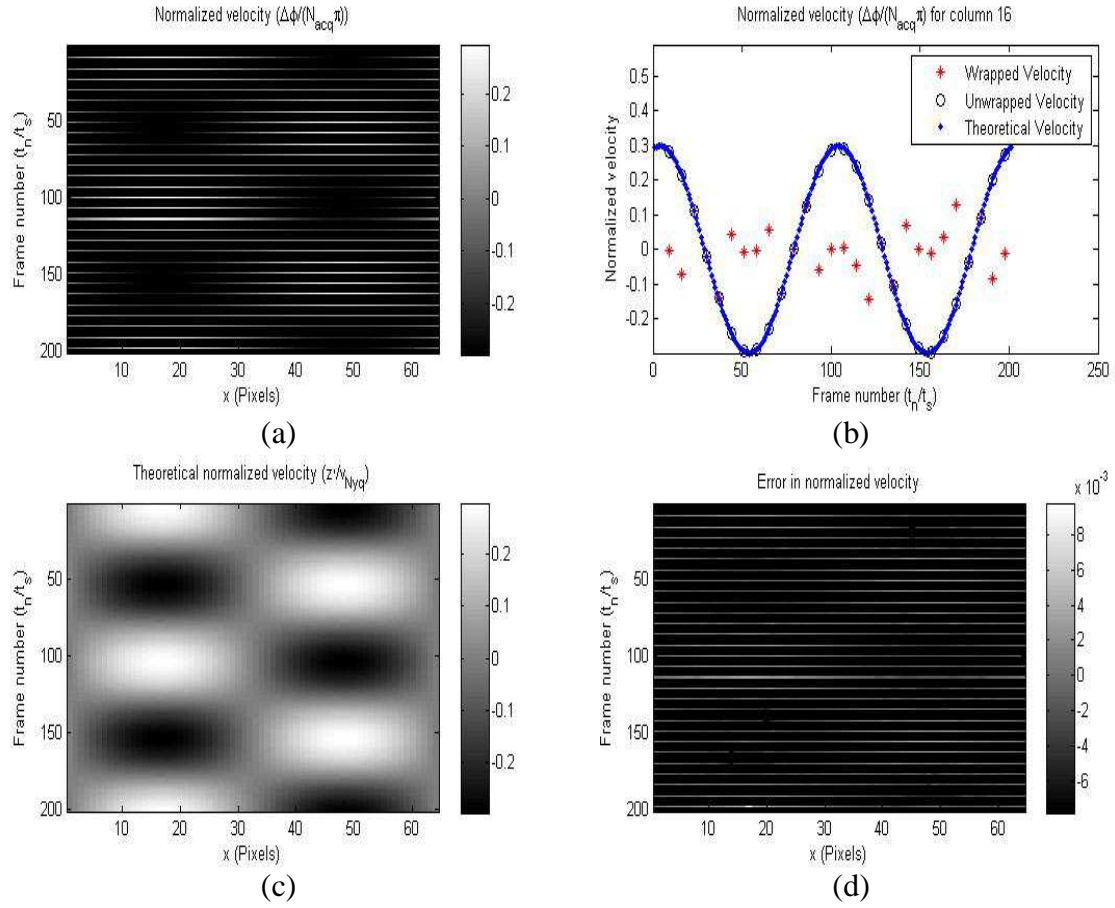 Normalized velocity (Δϕ/(N_acq π))
Frame number (t_n/t_s)
50
100
150
200
10 20 30 40 50 60
x (Pixels)
0.2
0.1
0
-0.1
-0.2
(a)
Normalized velocity (Δϕ/(N_acq π) for column 16
Normalized velocity
0.5
0.4
0.3
0.2
0.1
0
-0.1
-0.2
Wrapped Velocity
Unwrapped Velocity
Theoretical Velocity
0 50 100 150 200 250
Frame number (t_n/t_s)
(b)
Theoretical normalized velocity (z'/v_Nyq)
Frame number (t_n/t_s)
50
100
150
200
10 20 30 40 50 60
x (Pixels)
0.2
0.1
0
-0.1
-0.2
(c)
Error in normalized velocity
x 10^-3
Frame number (t_n/t_s)
50
100
150
200
10 20 30 40 50 60
x (Pixels)
8
6
4
2
0
-2
-4
-6
(d)